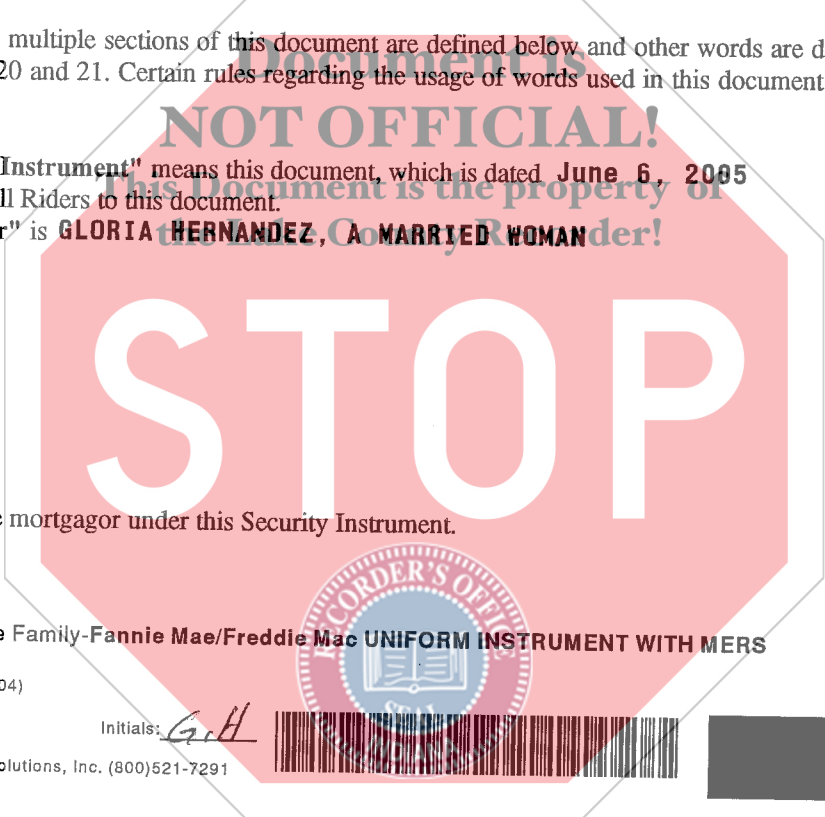 multiple sections of this document are defined below and other words are d
20 and 21. Certain rules regarding the usage of words used in this document
Document is
NOT OFFICIAL!
Instrument" means this document, which is dated June 6, 2005
This Document is the property of
ll Riders to this document.
r" is GLORIA HERNANDEZ, A MARRIED WOMAN
the Lake County Recorder!
STOP
mortgagor under this Security Instrument.
RECORDER'S OFFICE
e Family-Fannie Mae/Freddie Mac UNIFORM INSTRUMENT WITH MERS
04)
SEAL
Initials: G.H
INDIANA
olutions, Inc. (800)521-7291